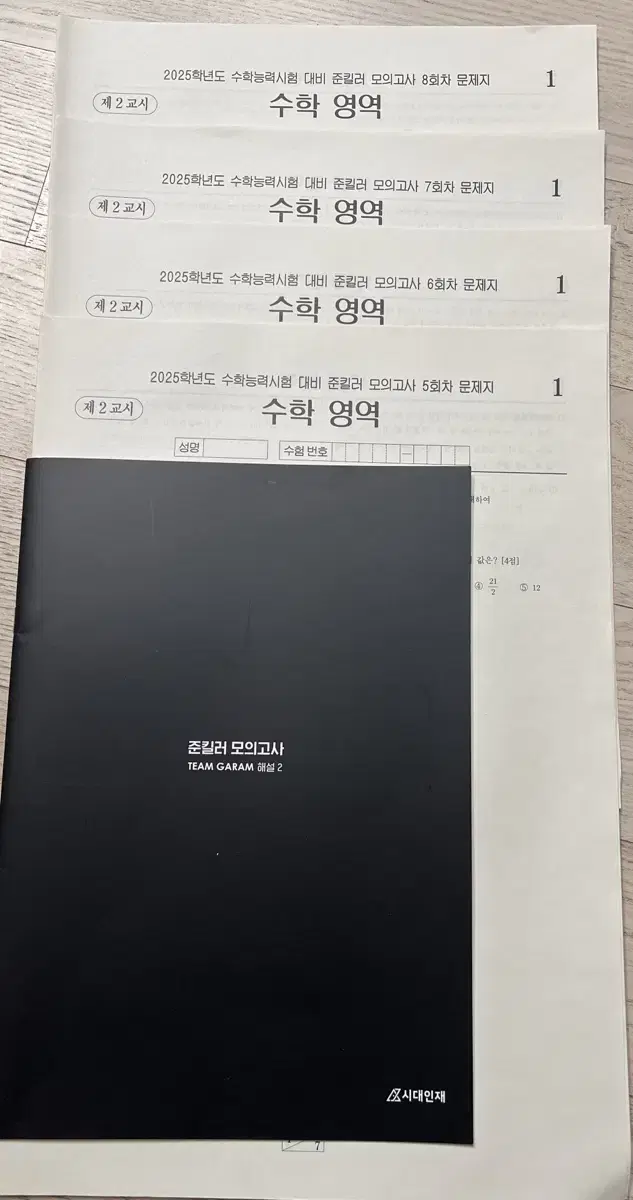 2025학년도 수학능력시험 대비 준킬러 모의고사 8회차 문제지
1
제 2 교시
수학 영역
2025학년도 수학능력시험 대비 준킬러 모의고사 7회차 문제지
1
제 2 교시
수학 영역
2025학년도 수학능력시험 대비 준킬러 모의고사 6회차 문제지
1
제 2 교시
수학 영역
2025학년도 수학능력시험 대비 준킬러 모의고사 5회차 문제지
1
제 2 교시
수학 영역
성명
수험 번호
값은? [4점]
④ 21/2 ⑤ 12
준킬러 모의고사
TEAM GARAM 해설 2
시대인재
7